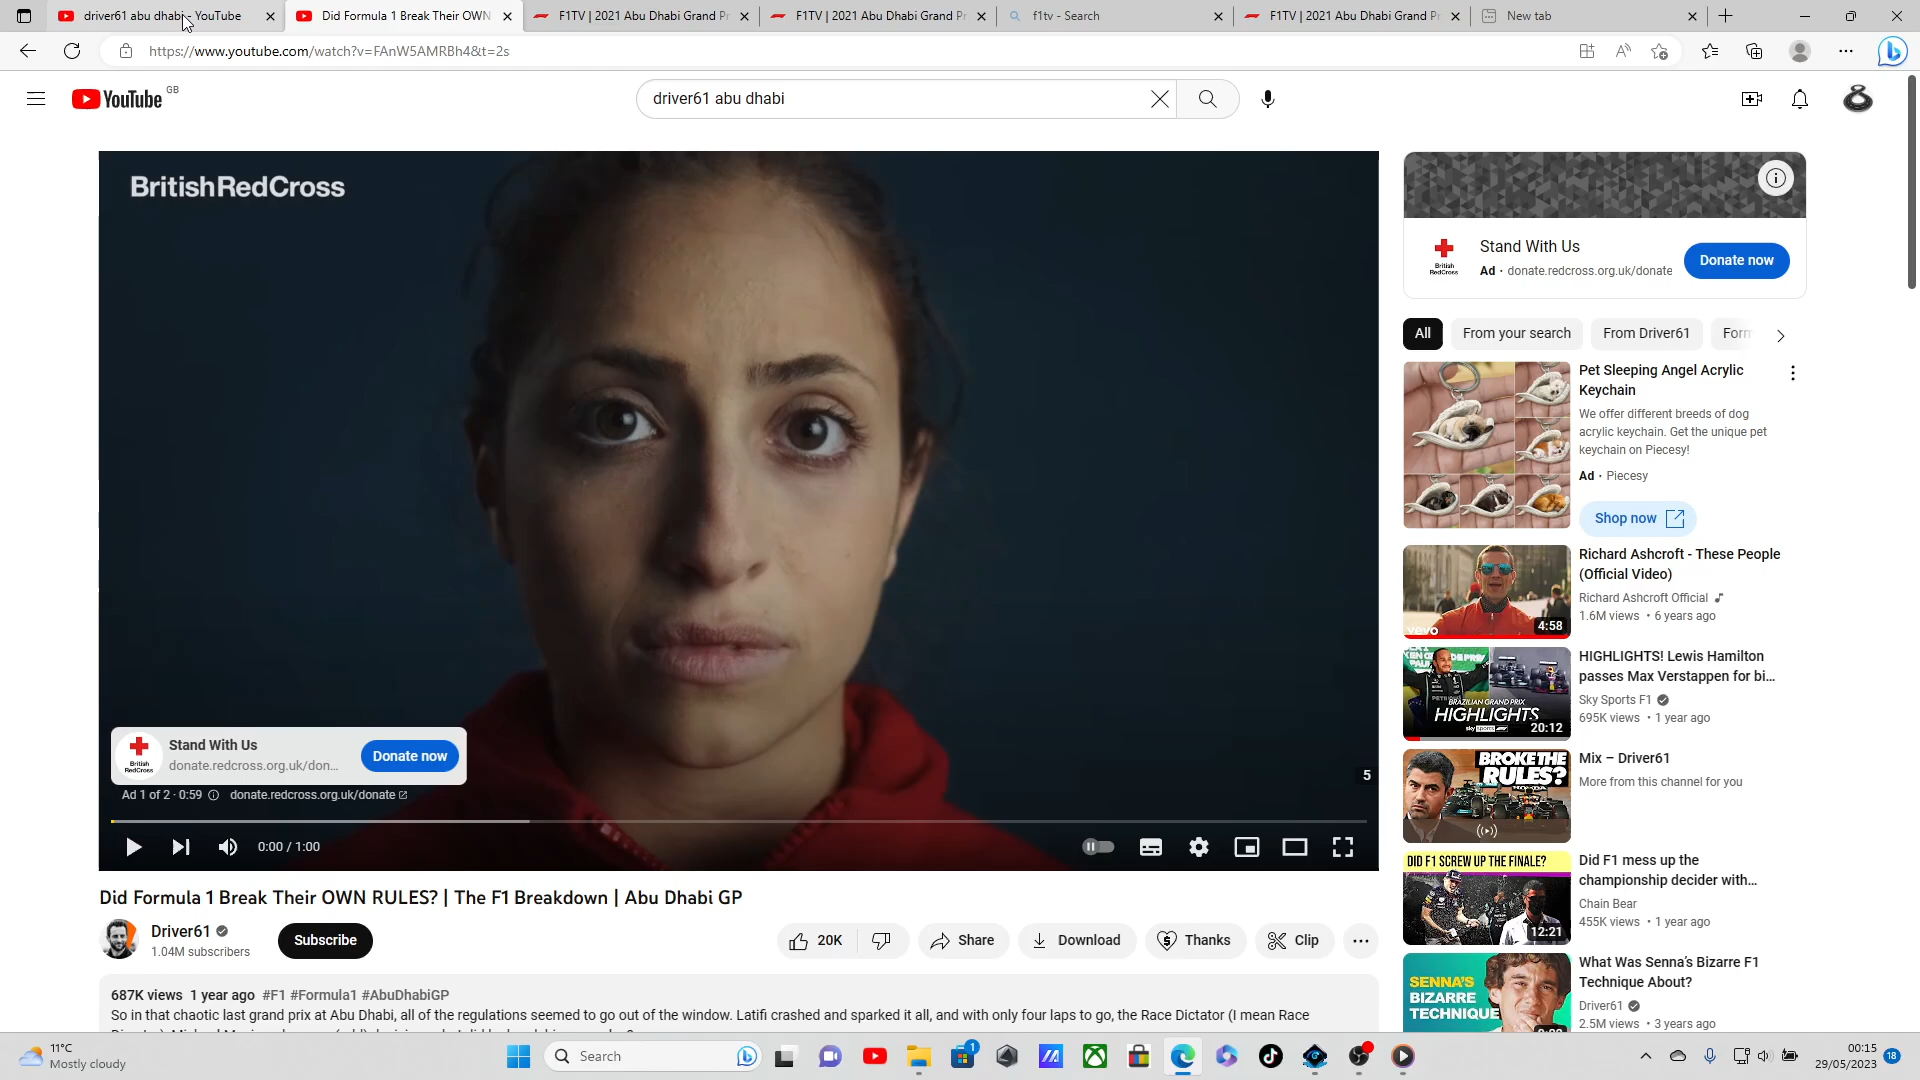 driver61 abu dhabi - YouTube
Did Formula 1 Break Their OWN
F1TV | 2021 Abu Dhabi Grand Pr
F1TV | 2021 Abu Dhabi Grand Pr
f1tv - Search
F1TV | 2021 Abu Dhabi Grand Pr
New tab
https://www.youtube.com/watch?v=FAnW5AMRBh4&t=2s
YouTube GB
driver61 abu dhabi
BritishRedCross
Stand With Us
donate.redcross.org.uk/don...
Donate now
British RedCross
Ad 1 of 2 · 0:59
donate.redcross.org.uk/donate
5
0:00 / 1:00
Did Formula 1 Break Their OWN RULES? | The F1 Breakdown | Abu Dhabi GP
Driver61
1.04M subscribers
Subscribe
20K
Share
Download
Thanks
Clip
687K views 1 year ago #F1 #Formula1 #AbuDhabiGP
So in that chaotic last grand prix at Abu Dhabi, all of the regulations seemed to go out of the window. Latifi crashed and sparked it all, and with only four laps to go, the Race Dictator (I mean Race
Stand With Us
Ad · donate.redcross.org.uk/donate
Donate now
British RedCross
All
From your search
From Driver61
Form
Pet Sleeping Angel Acrylic
Keychain
We offer different breeds of dog
acrylic keychain. Get the unique pet
keychain on Piecesy!
Ad · Piecesy
Shop now
Richard Ashcroft - These People
(Official Video)
Richard Ashcroft Official
1.6M views • 6 years ago
vevo
4:58
HIGHLIGHTS! Lewis Hamilton
passes Max Verstappen for bi...
Sky Sports F1
695K views • 1 year ago
BRAZILIAN GRAND PRIX
HIGHLIGHTS
sky sports F1
20:12
Mix – Driver61
More from this channel for you
BROKE THE
RULES?
Did F1 mess up the
championship decider with...
Chain Bear
455K views • 1 year ago
DID F1 SCREW UP THE FINALE?
12:21
What Was Senna's Bizarre F1
Technique About?
Driver61
2.5M views • 3 years ago
SENNA'S
BIZARRE
TECHNIQUE
11°C
Mostly cloudy
Search
1
00:15
29/05/2023
18